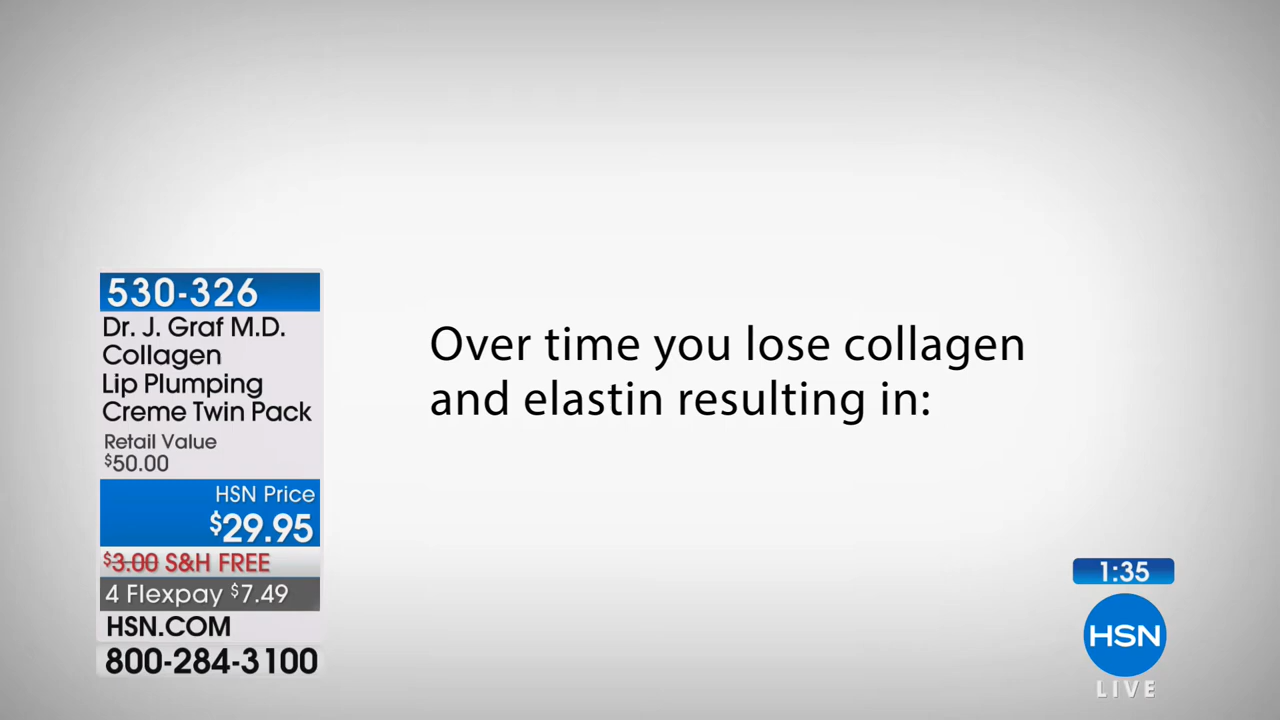 530-326
Dr. J. Graf M.D.
Collagen
Lip Plumping
Creme Twin Pack
Retail Value
$50.00
HSN Price
$29.95
$3.00 S&H FREE
4 Flexpay $7.49
HSN.COM
800-284-3100
Over time you lose collagen
and elastin resulting in:
1:35
HSN
LIVE